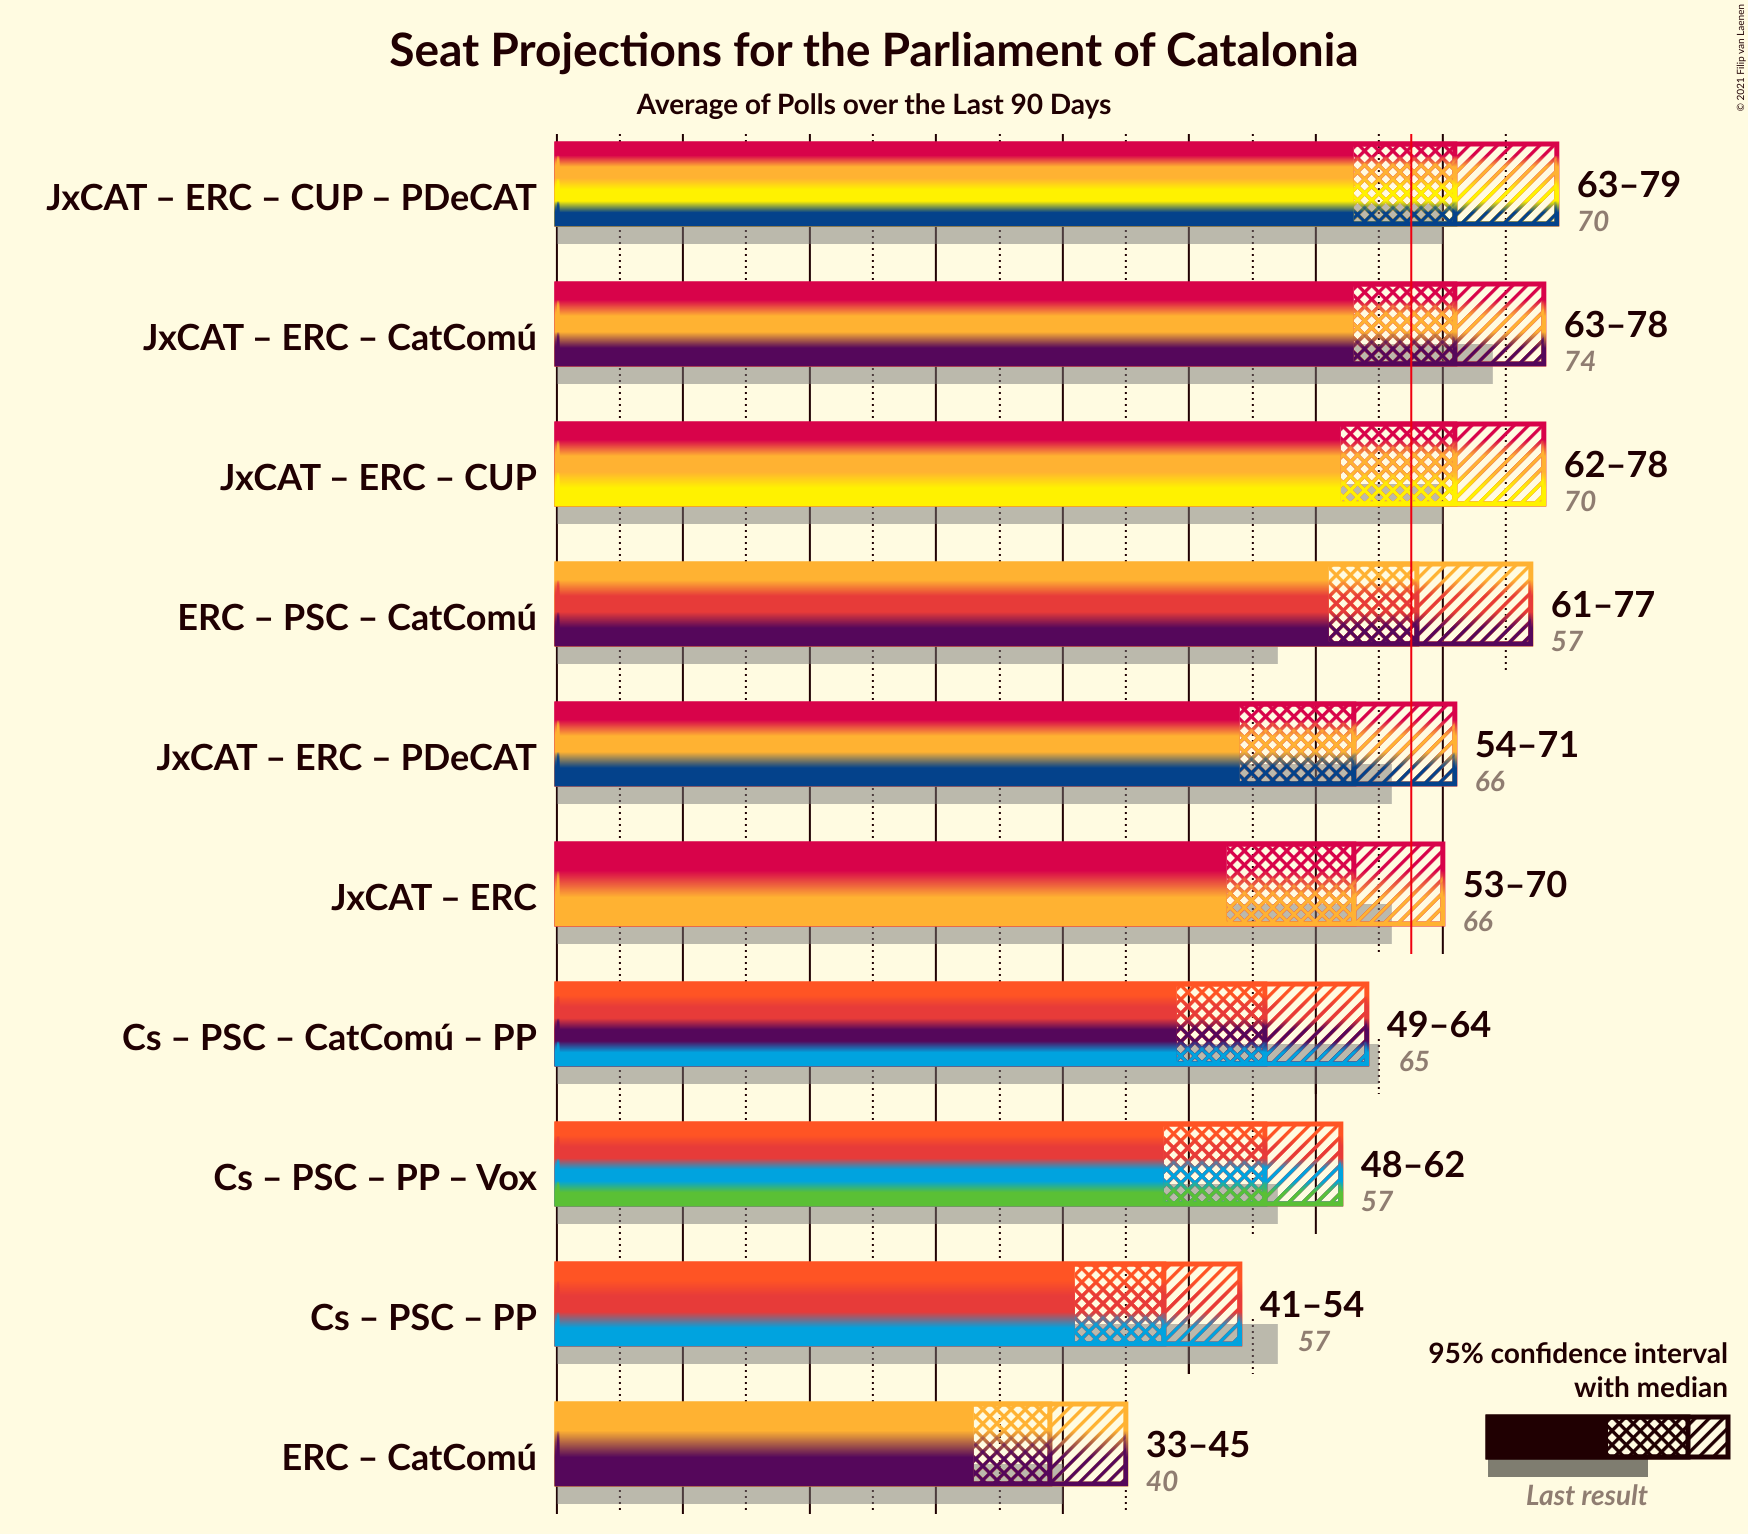 Seat Projections for the Parliament of Catalonia
Average of Polls over the Last 90 Days
© 2021 Filip van Laenen
JxCAT – ERC – CUP – PDeCAT
63–79
70
JxCAT – ERC – CatComú
63–78
74
JxCAT – ERC – CUP
62–78
70
ERC – PSC – CatComú
61–77
57
JxCAT – ERC – PDeCAT
54–71
66
JxCAT – ERC
53–70
66
Cs – PSC – CatComú – PP
49–64
65
Cs – PSC – PP – Vox
48–62
57
Cs – PSC – PP
41–54
57
ERC – CatComú
33–45
40
95% confidence interval
with median
Last result